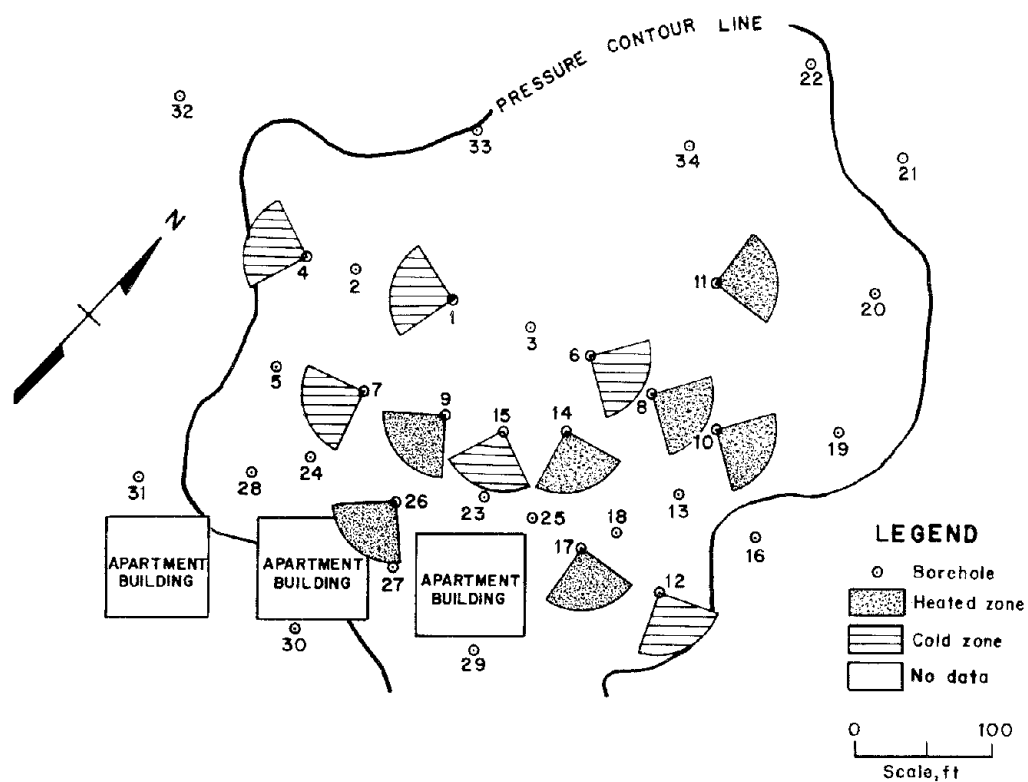 PRESSURE CONTOUR LINE
22
32
33
34
21
N
4
2
1
11
20
3
6
5
7
8
9
15
14
10
19
24
31
28
26
23
25
18
13
16
17
27
12
30
29
APARTMENT
BUILDING
APARTMENT
BUILDING
APARTMENT
BUILDING
LEGEND
Borehole
Heated zone
Cold zone
No data
0 100
Scale, ft